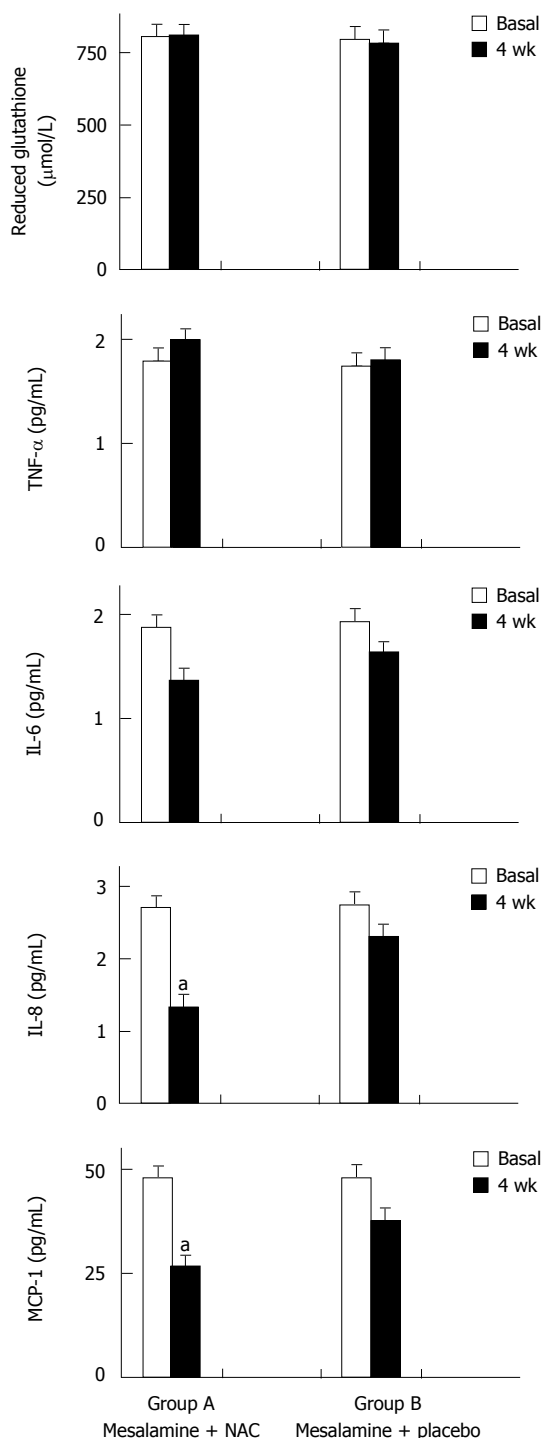 Reduced glutathione
(μmol/L)
750
500
250
0
Basal
4 wk
TNF-α (pg/mL)
2
1
0
Basal
4 wk
IL-6 (pg/mL)
2
1
0
Basal
4 wk
IL-8 (pg/mL)
3
2
1
0
a
Basal
4 wk
MCP-1 (pg/mL)
50
25
0
a
Basal
4 wk
Group A
Mesalamine + NAC
Group B
Mesalamine + placebo